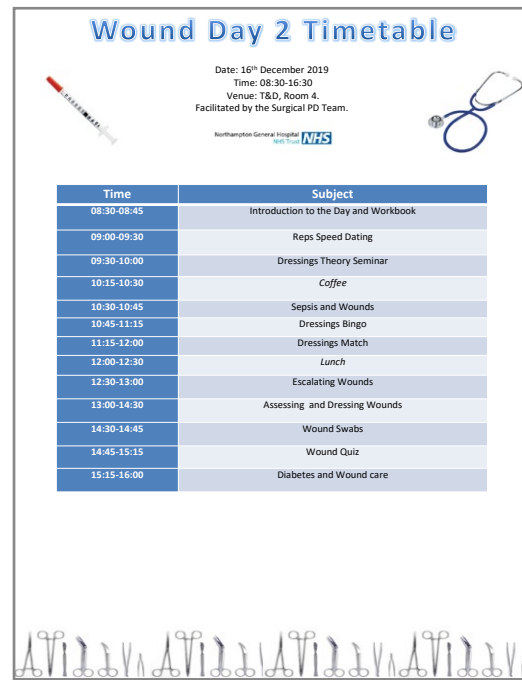 Wound Day 2 Timetable
Date: 16th December 2019
Time: 08:30-16:30
Venue: T&D, Room 4.
Facilitated by the Surgical PD Team.
Northampton General Hospital NHS
NHS Trust
Time Subject
08:30-08:45 Introduction to the Day and Workbook
09:00-09:30 Reps Speed Dating
09:30-10:00 Dressings Theory Seminar
10:15-10:30 Coffee
10:30-10:45 Sepsis and Wounds
10:45-11:15 Dressings Bingo
11:15-12:00 Dressings Match
12:00-12:30 Lunch
12:30-13:00 Escalating Wounds
13:00-14:30 Assessing and Dressing Wounds
14:30-14:45 Wound Swabs
14:45-15:15 Wound Quiz
15:15-16:00 Diabetes and Wound care